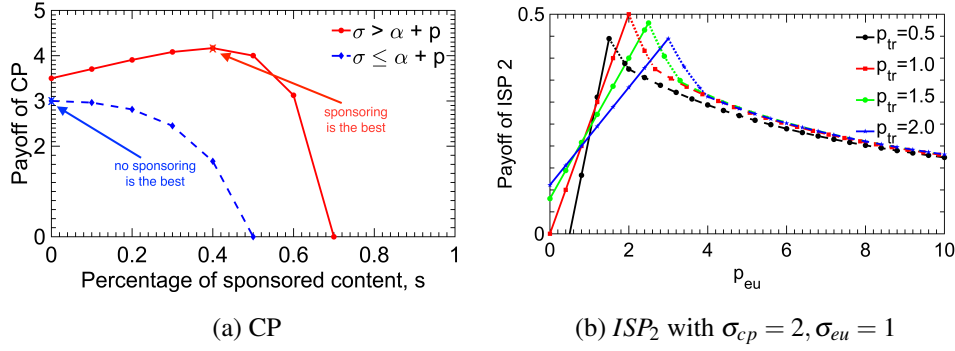 5
4
3
2
1
0
Payoff of CP
σ > α + p
σ ≤ α + p
sponsoring
is the best
no sponsoring
is the best
0 0.2 0.4 0.6 0.8 1
Percentage of sponsored content, s
(a) CP
0.5
0
Payoff of ISP 2
p_tr=0.5
p_tr=1.0
p_tr=1.5
p_tr=2.0
0 2 4 6 8 10
p_eu
(b) ISP₂ with σ_cp = 2, σ_eu = 1